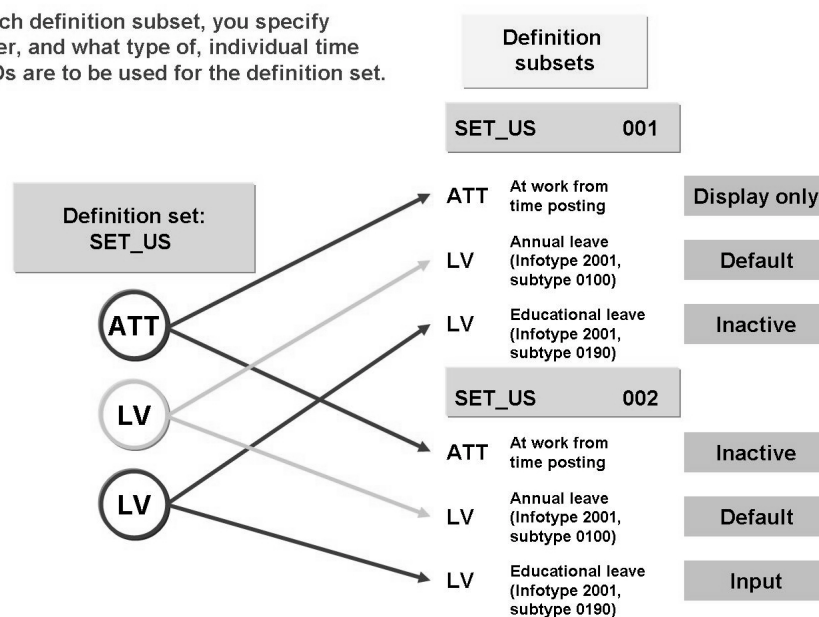 ch definition subset, you specify
er, and what type of, individual time
Ds are to be used for the definition set.
Definition
subsets
SET_US 001
Definition set:
SET_US
ATT At work from
time posting
Display only
LV Annual leave
(Infotype 2001,
subtype 0100)
Default
LV Educational leave
(Infotype 2001,
subtype 0190)
Inactive
ATT
LV
LV
SET_US 002
ATT At work from
time posting
Inactive
LV Annual leave
(Infotype 2001,
subtype 0100)
Default
LV Educational leave
(Infotype 2001,
subtype 0190)
Input